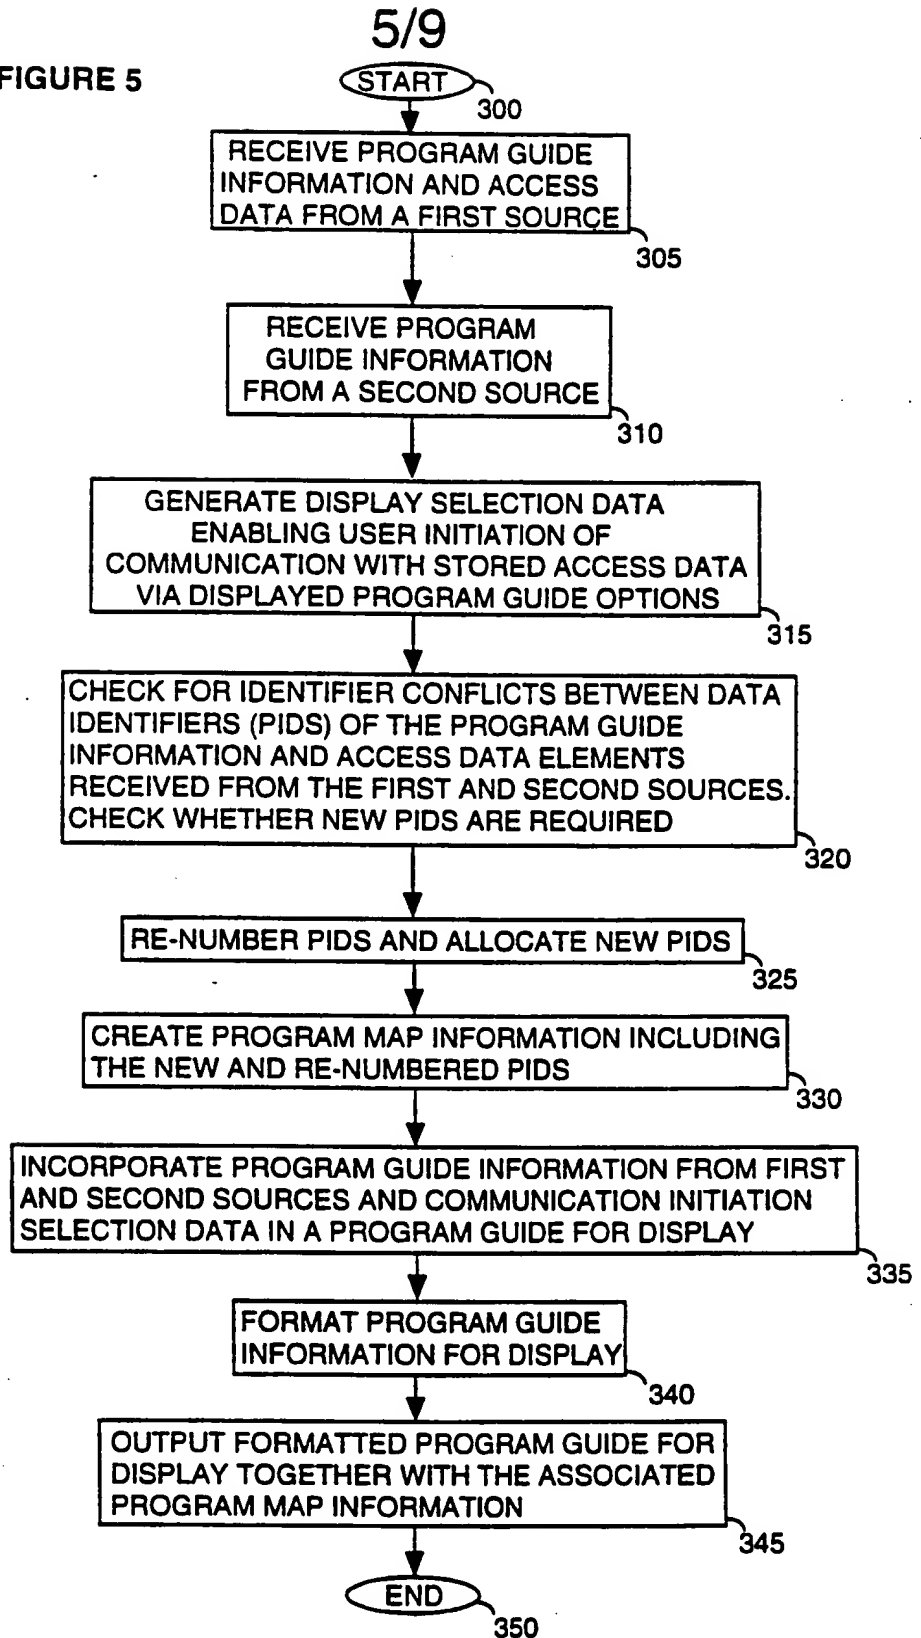 5/9
FIGURE 5
START
300
RECEIVE PROGRAM GUIDE
INFORMATION AND ACCESS
DATA FROM A FIRST SOURCE
305
RECEIVE PROGRAM
GUIDE INFORMATION
FROM A SECOND SOURCE
310
GENERATE DISPLAY SELECTION DATA
ENABLING USER INITIATION OF
COMMUNICATION WITH STORED ACCESS DATA
VIA DISPLAYED PROGRAM GUIDE OPTIONS
315
CHECK FOR IDENTIFIER CONFLICTS BETWEEN DATA
IDENTIFIERS (PIDS) OF THE PROGRAM GUIDE
INFORMATION AND ACCESS DATA ELEMENTS
RECEIVED FROM THE FIRST AND SECOND SOURCES.
CHECK WHETHER NEW PIDS ARE REQUIRED
320
RE-NUMBER PIDS AND ALLOCATE NEW PIDS
325
CREATE PROGRAM MAP INFORMATION INCLUDING
THE NEW AND RE-NUMBERED PIDS
330
INCORPORATE PROGRAM GUIDE INFORMATION FROM FIRST
AND SECOND SOURCES AND COMMUNICATION INITIATION
SELECTION DATA IN A PROGRAM GUIDE FOR DISPLAY
335
FORMAT PROGRAM GUIDE
INFORMATION FOR DISPLAY
340
OUTPUT FORMATTED PROGRAM GUIDE FOR
DISPLAY TOGETHER WITH THE ASSOCIATED
PROGRAM MAP INFORMATION
345
END
350